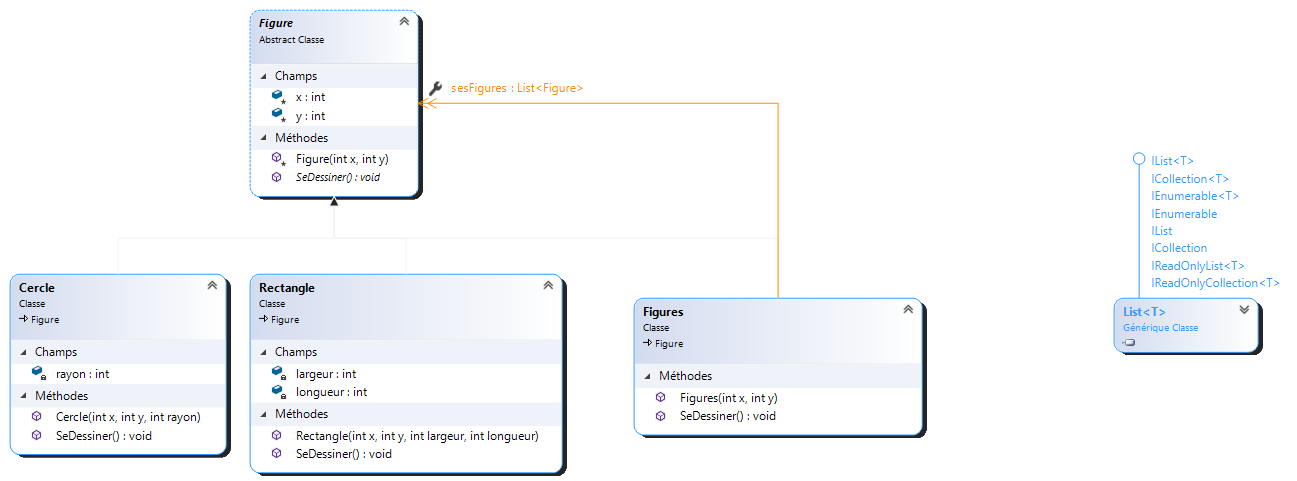 Figure
Abstract Classe
Champs
x : int
y : int
Méthodes
Figure(int x, int y)
SeDessiner() : void
sesFigures : List<Figure>
IList<T>
ICollection<T>
IEnumerable<T>
IEnumerable
IList
ICollection
IReadOnlyList<T>
IReadOnlyCollection<T>
Cercle
Classe
Figure
Champs
rayon : int
Méthodes
Cercle(int x, int y, int rayon)
SeDessiner() : void
Rectangle
Classe
Figure
Champs
largeur : int
longueur : int
Méthodes
Rectangle(int x, int y, int largeur, int longueur)
SeDessiner() : void
Figures
Classe
Figure
Méthodes
Figures(int x, int y)
SeDessiner() : void
List<T>
Générique Classe